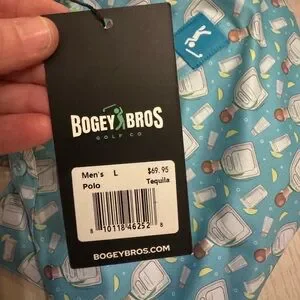 BOGEY BROS
GOLF CO
Men's L $69.95
Polo Tequila
8 10118 46252 8
BOGEYBROS.COM